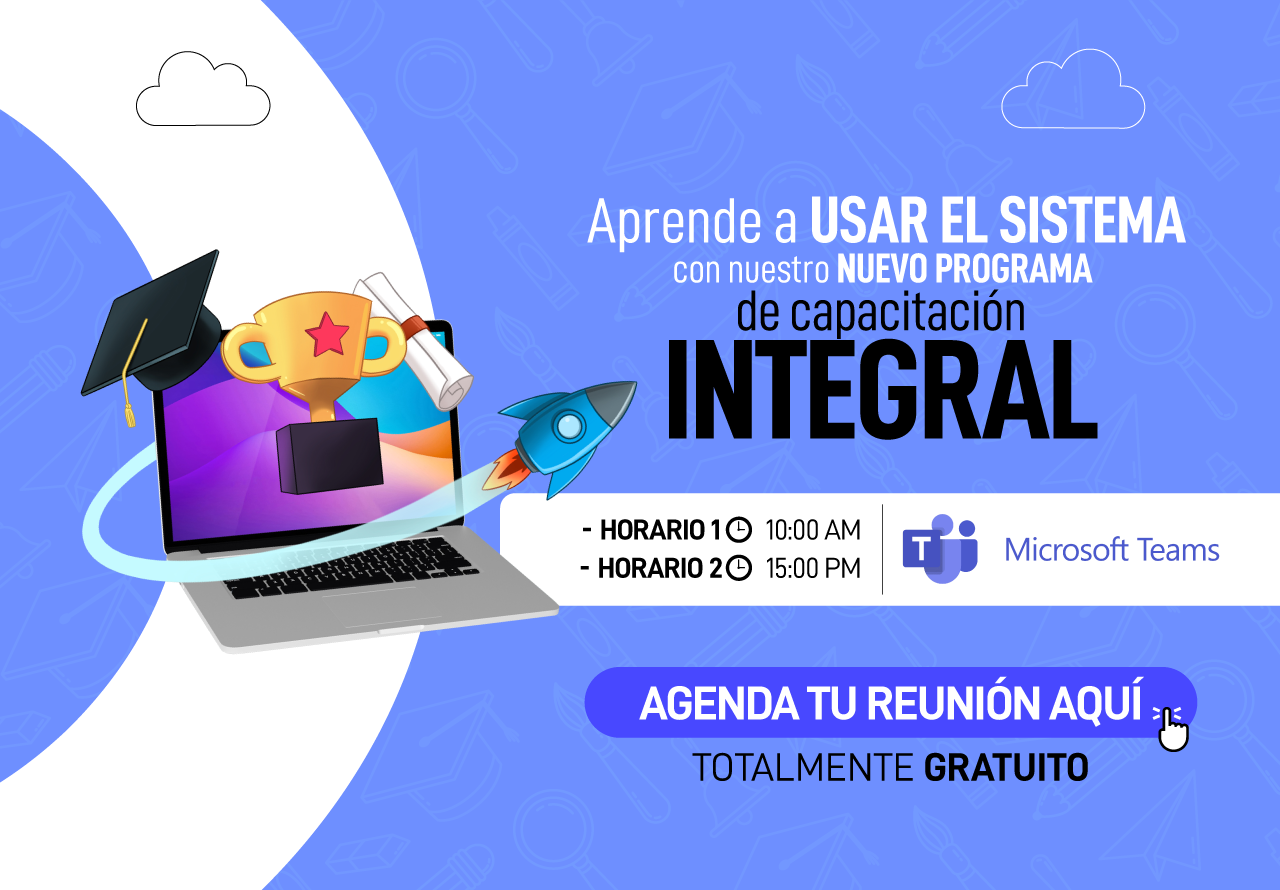 Aprende a USAR EL SISTEMA
con nuestro NUEVO PROGRAMA
de capacitación
INTEGRAL
- HORARIO 1 10:00 AM
- HORARIO 2 15:00 PM
T
Microsoft Teams
AGENDA TU REUNIÓN AQUÍ
TOTALMENTE GRATUITO